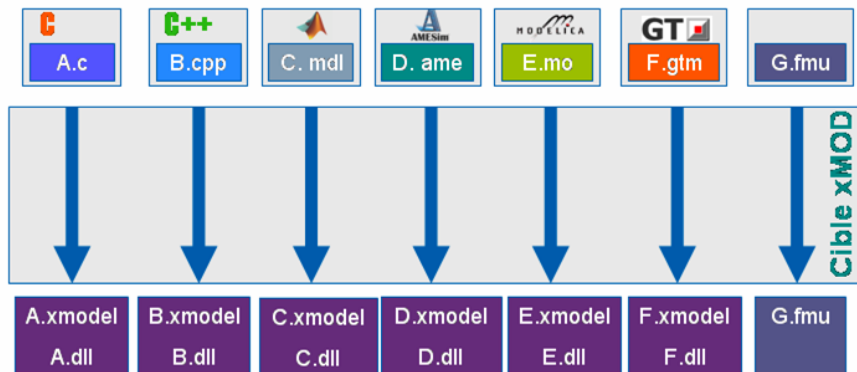 C C++ AMESim MODELICA GT
A.c B.cpp C. mdl D. ame E.mo F.gtm G.fmu
Cible xMOD
A.xmodel B.xmodel C.xmodel D.xmodel E.xmodel F.xmodel G.fmu
A.dll B.dll C.dll D.dll E.dll F.dll